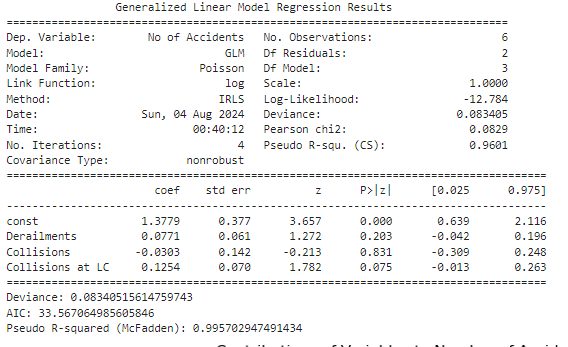 Generalized Linear Model Regression Results
Dep. Variable: No of Accidents No. Observations: 6
Model: GLM Df Residuals: 2
Model Family: Poisson Df Model: 3
Link Function: log Scale: 1.0000
Method: IRLS Log-Likelihood: -12.784
Date: Sun, 04 Aug 2024 Deviance: 0.083405
Time: 00:40:12 Pearson chi2: 0.0829
No. Iterations: 4 Pseudo R-squ. (CS): 0.9601
Covariance Type: nonrobust
coef std err z P>|z| [0.025 0.975]
const 1.3779 0.377 3.657 0.000 0.639 2.116
Derailments 0.0771 0.061 1.272 0.203 -0.042 0.196
Collisions -0.0303 0.142 -0.213 0.831 -0.309 0.248
Collisions at LC 0.1254 0.070 1.782 0.075 -0.013 0.263
Deviance: 0.08340515614759743
AIC: 33.567064985605846
Pseudo R-squared (McFadden): 0.995702947491434